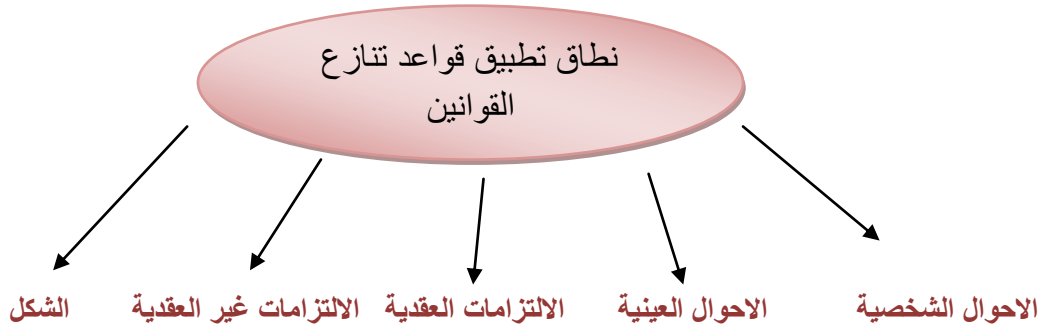 نطاق تطبيق قواعد تنازع
القوانين
الاحوال الشخصية الاحوال العينية الالتزامات العقدية الالتزامات غير العقدية الشكل